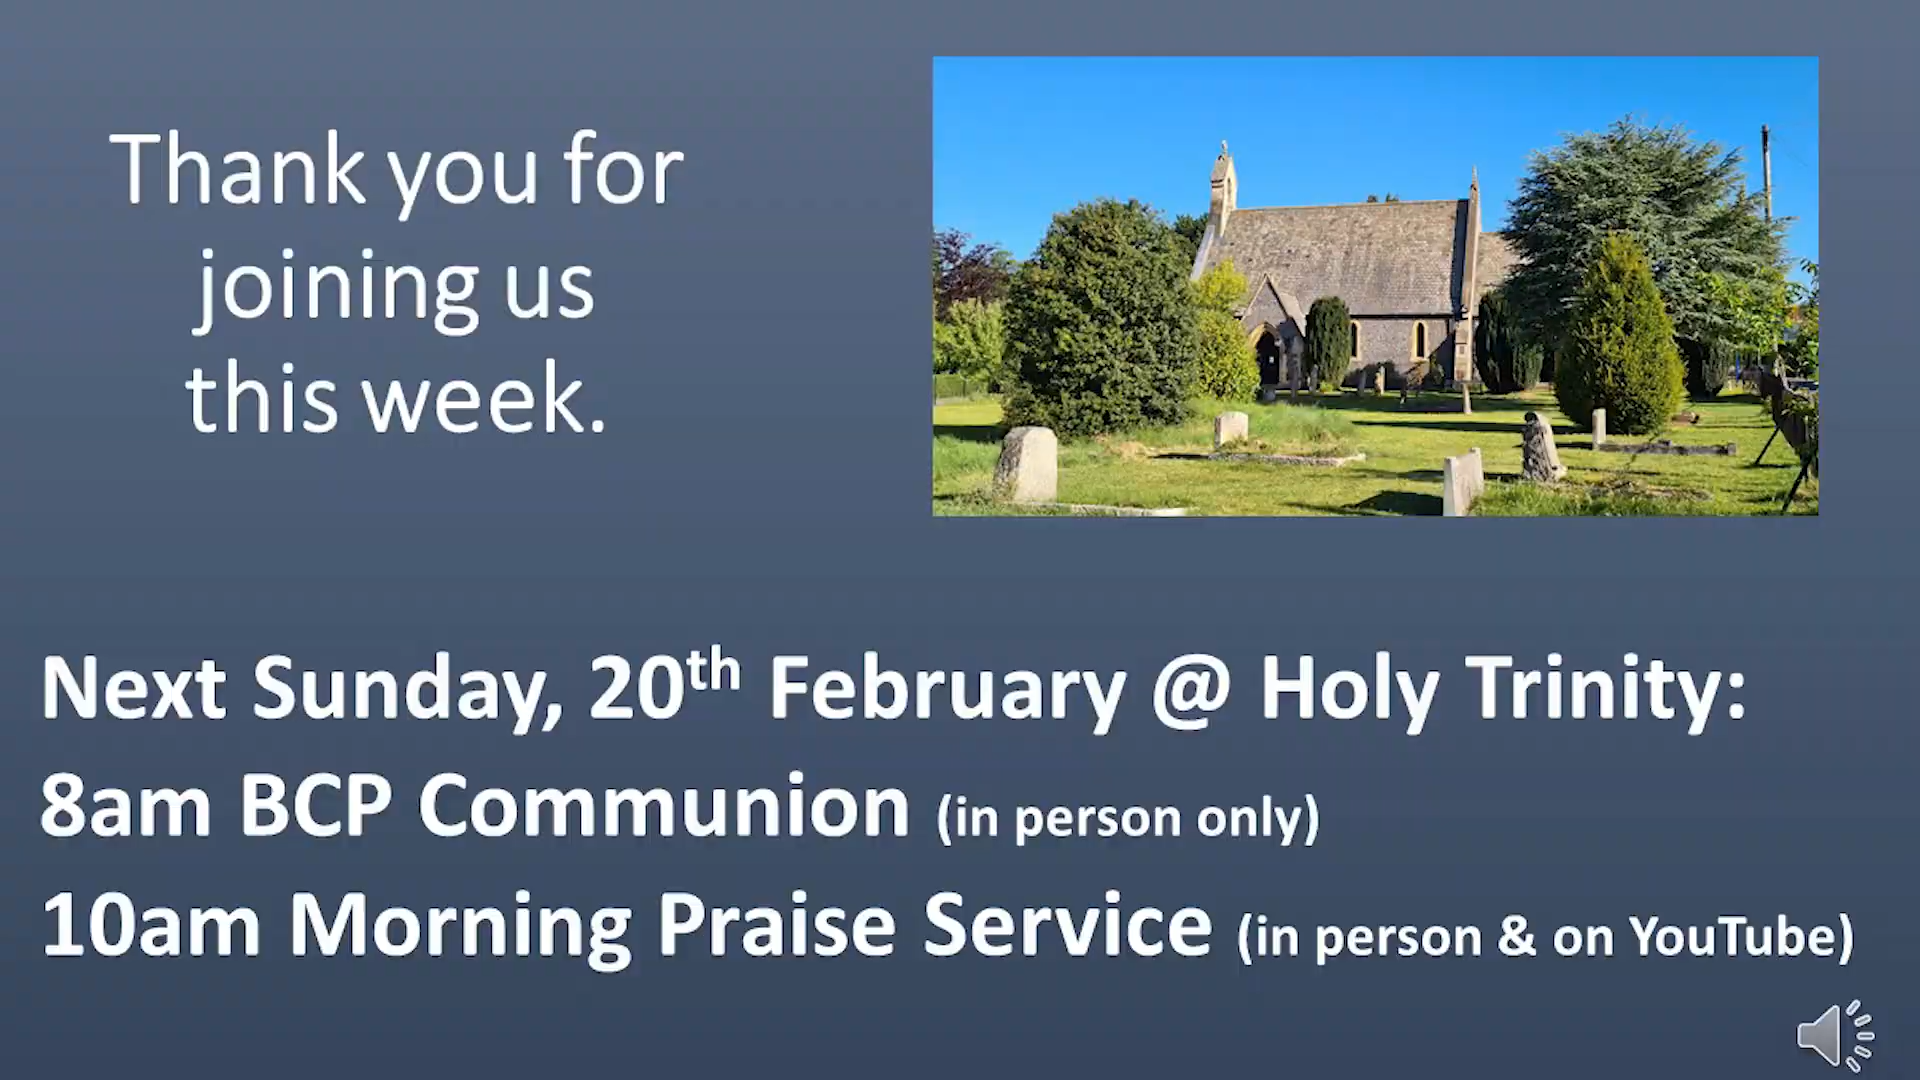 Thank you for
joining us
this week.
Next Sunday, 20th February @ Holy Trinity:
8am BCP Communion (in person only)
10am Morning Praise Service (in person & on YouTube)